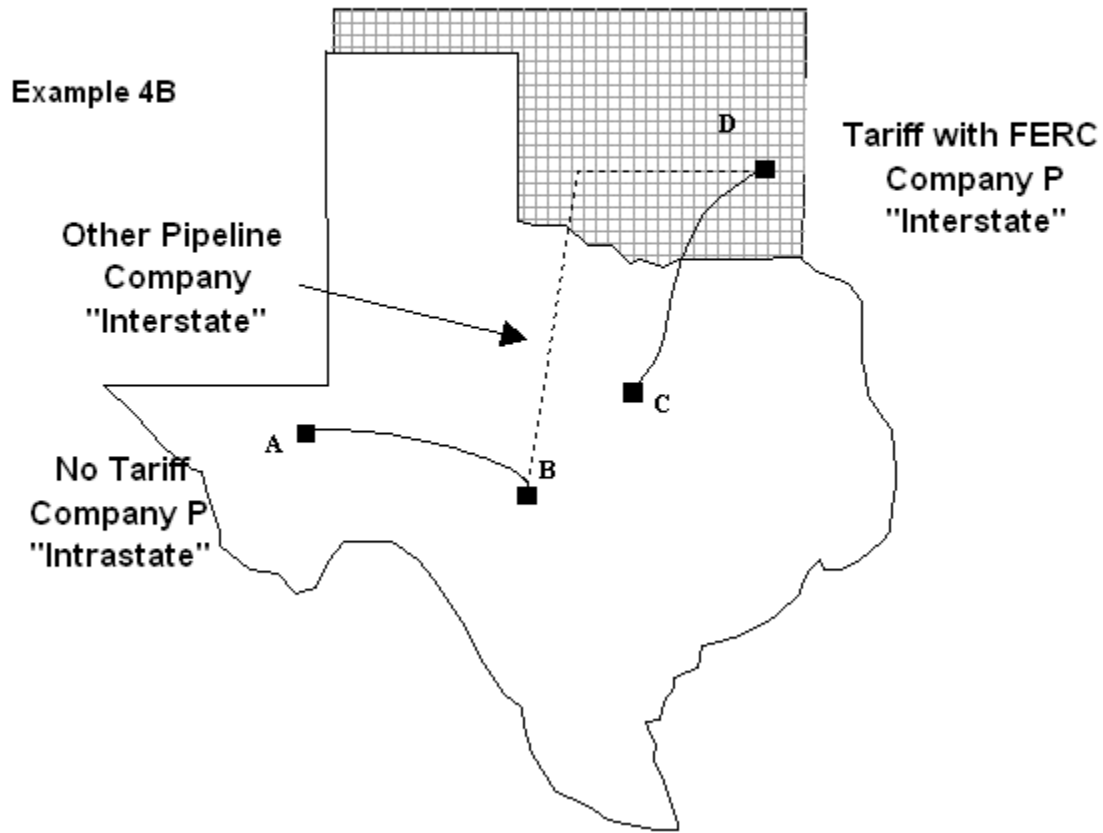 Example 4B
D
Tariff with FERC
Company P
"Interstate"
Other Pipeline
Company
"Interstate"
C
A
B
No Tariff
Company P
"Intrastate"